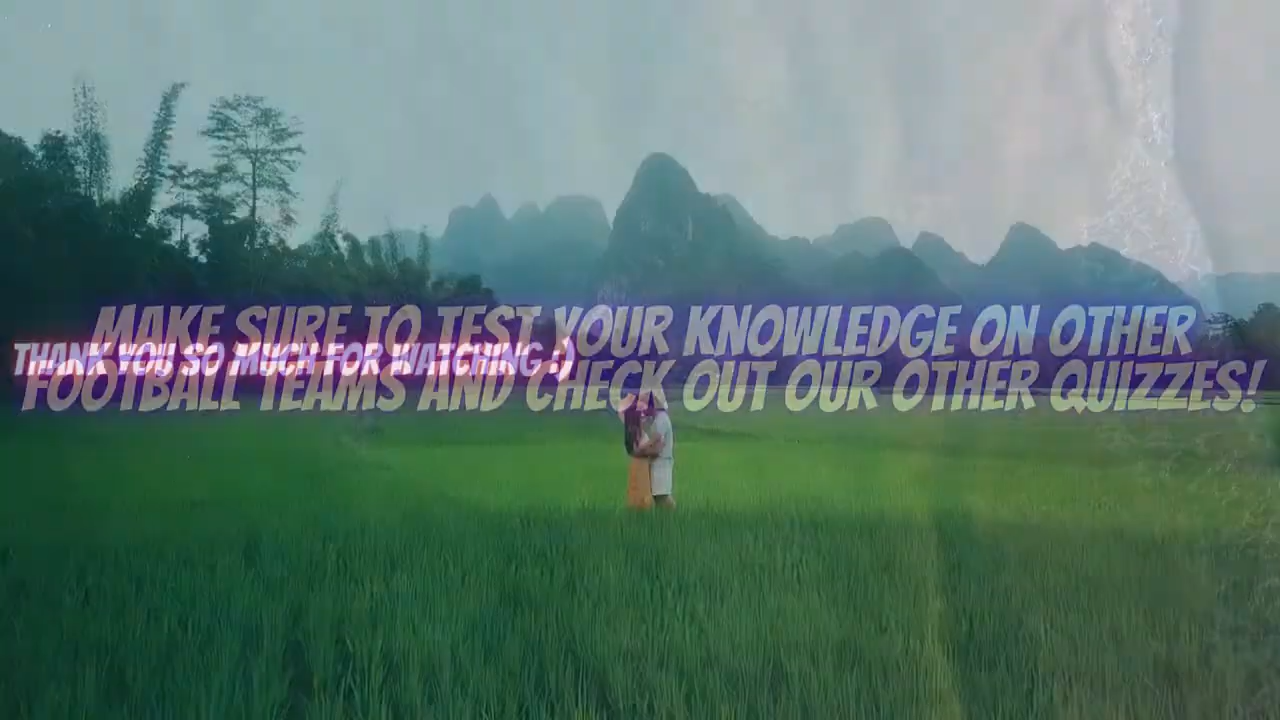 MAKE SURE TO TEST YOUR KNOWLEDGE ON OTHER
THANK YOU SO MUCH FOR WATCHING :)
FOOTBALL TEAMS AND CHECK OUT OUR OTHER QUIZZES!